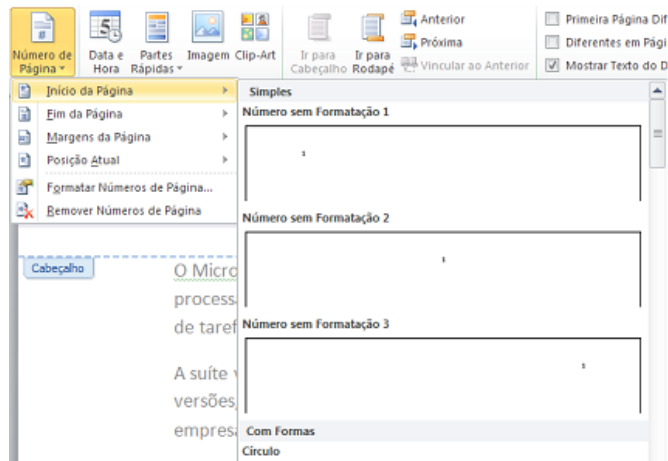 Número de Página
Data e Hora
Partes Rápidas
Imagem
Clip-Art
Ir para Cabeçalho
Ir para Rodapé
Anterior
Próxima
Vincular ao Anterior
Primeira Página Dif
Diferentes em Pági
Mostrar Texto do D
Início da Página
Fim da Página
Margens da Página
Posição Atual
Formatar Números de Página...
Remover Números de Página
Simples
Número sem Formatação 1
1
Número sem Formatação 2
1
Número sem Formatação 3
1
Com Formas
Círculo
Cabeçalho
O Micro
process
de taref
A suíte v
versões,
empresa